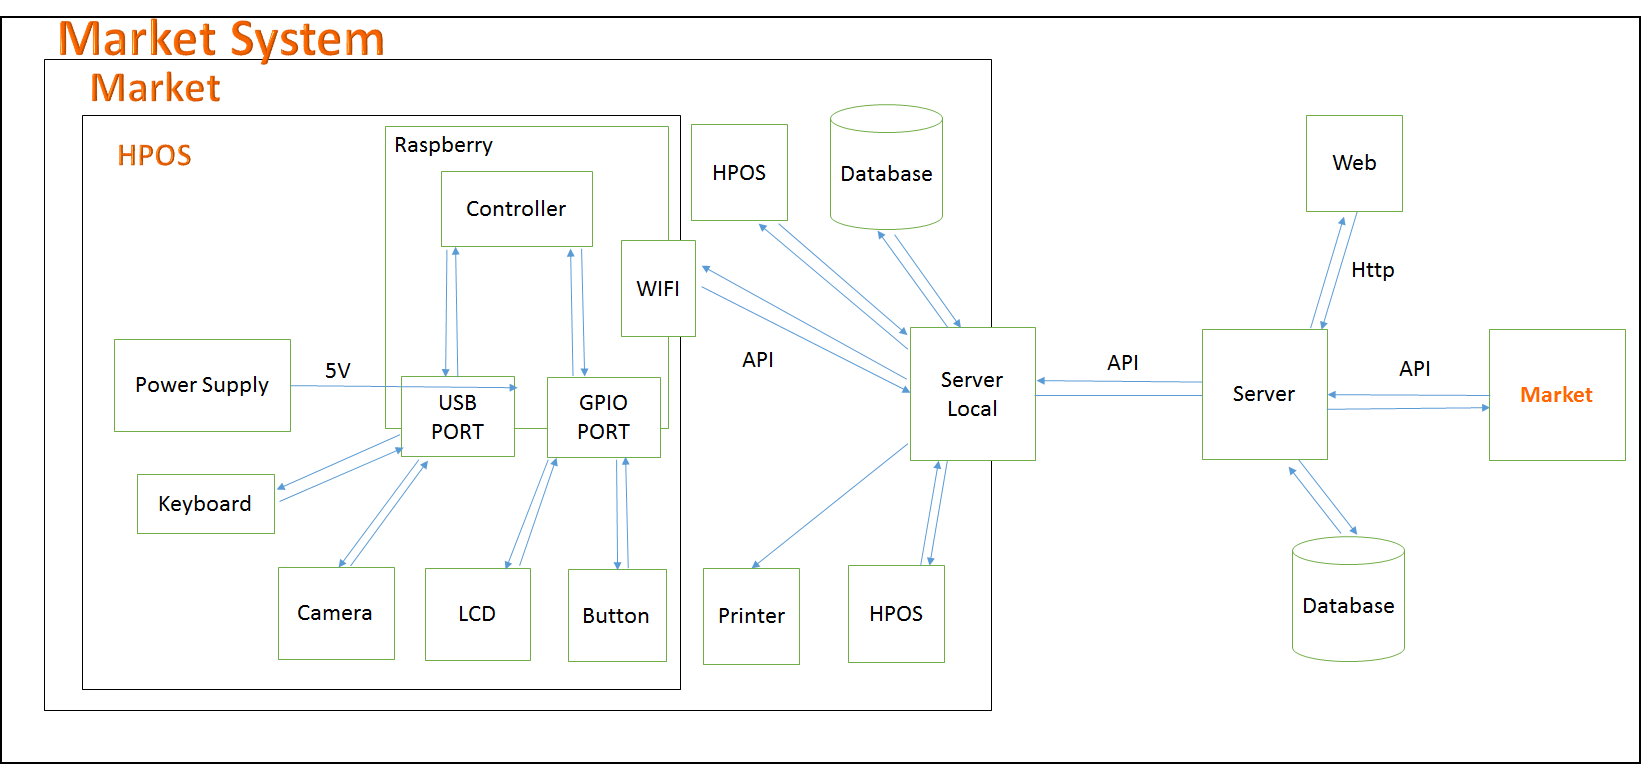 Market System
Market
HPOS
Raspberry
Controller
HPOS
Database
Web
WIFI
Http
API
5V
Power Supply
USB
PORT
GPIO
PORT
Server
Local
API
Server
API
Market
Keyboard
Camera
LCD
Button
Printer
HPOS
Database